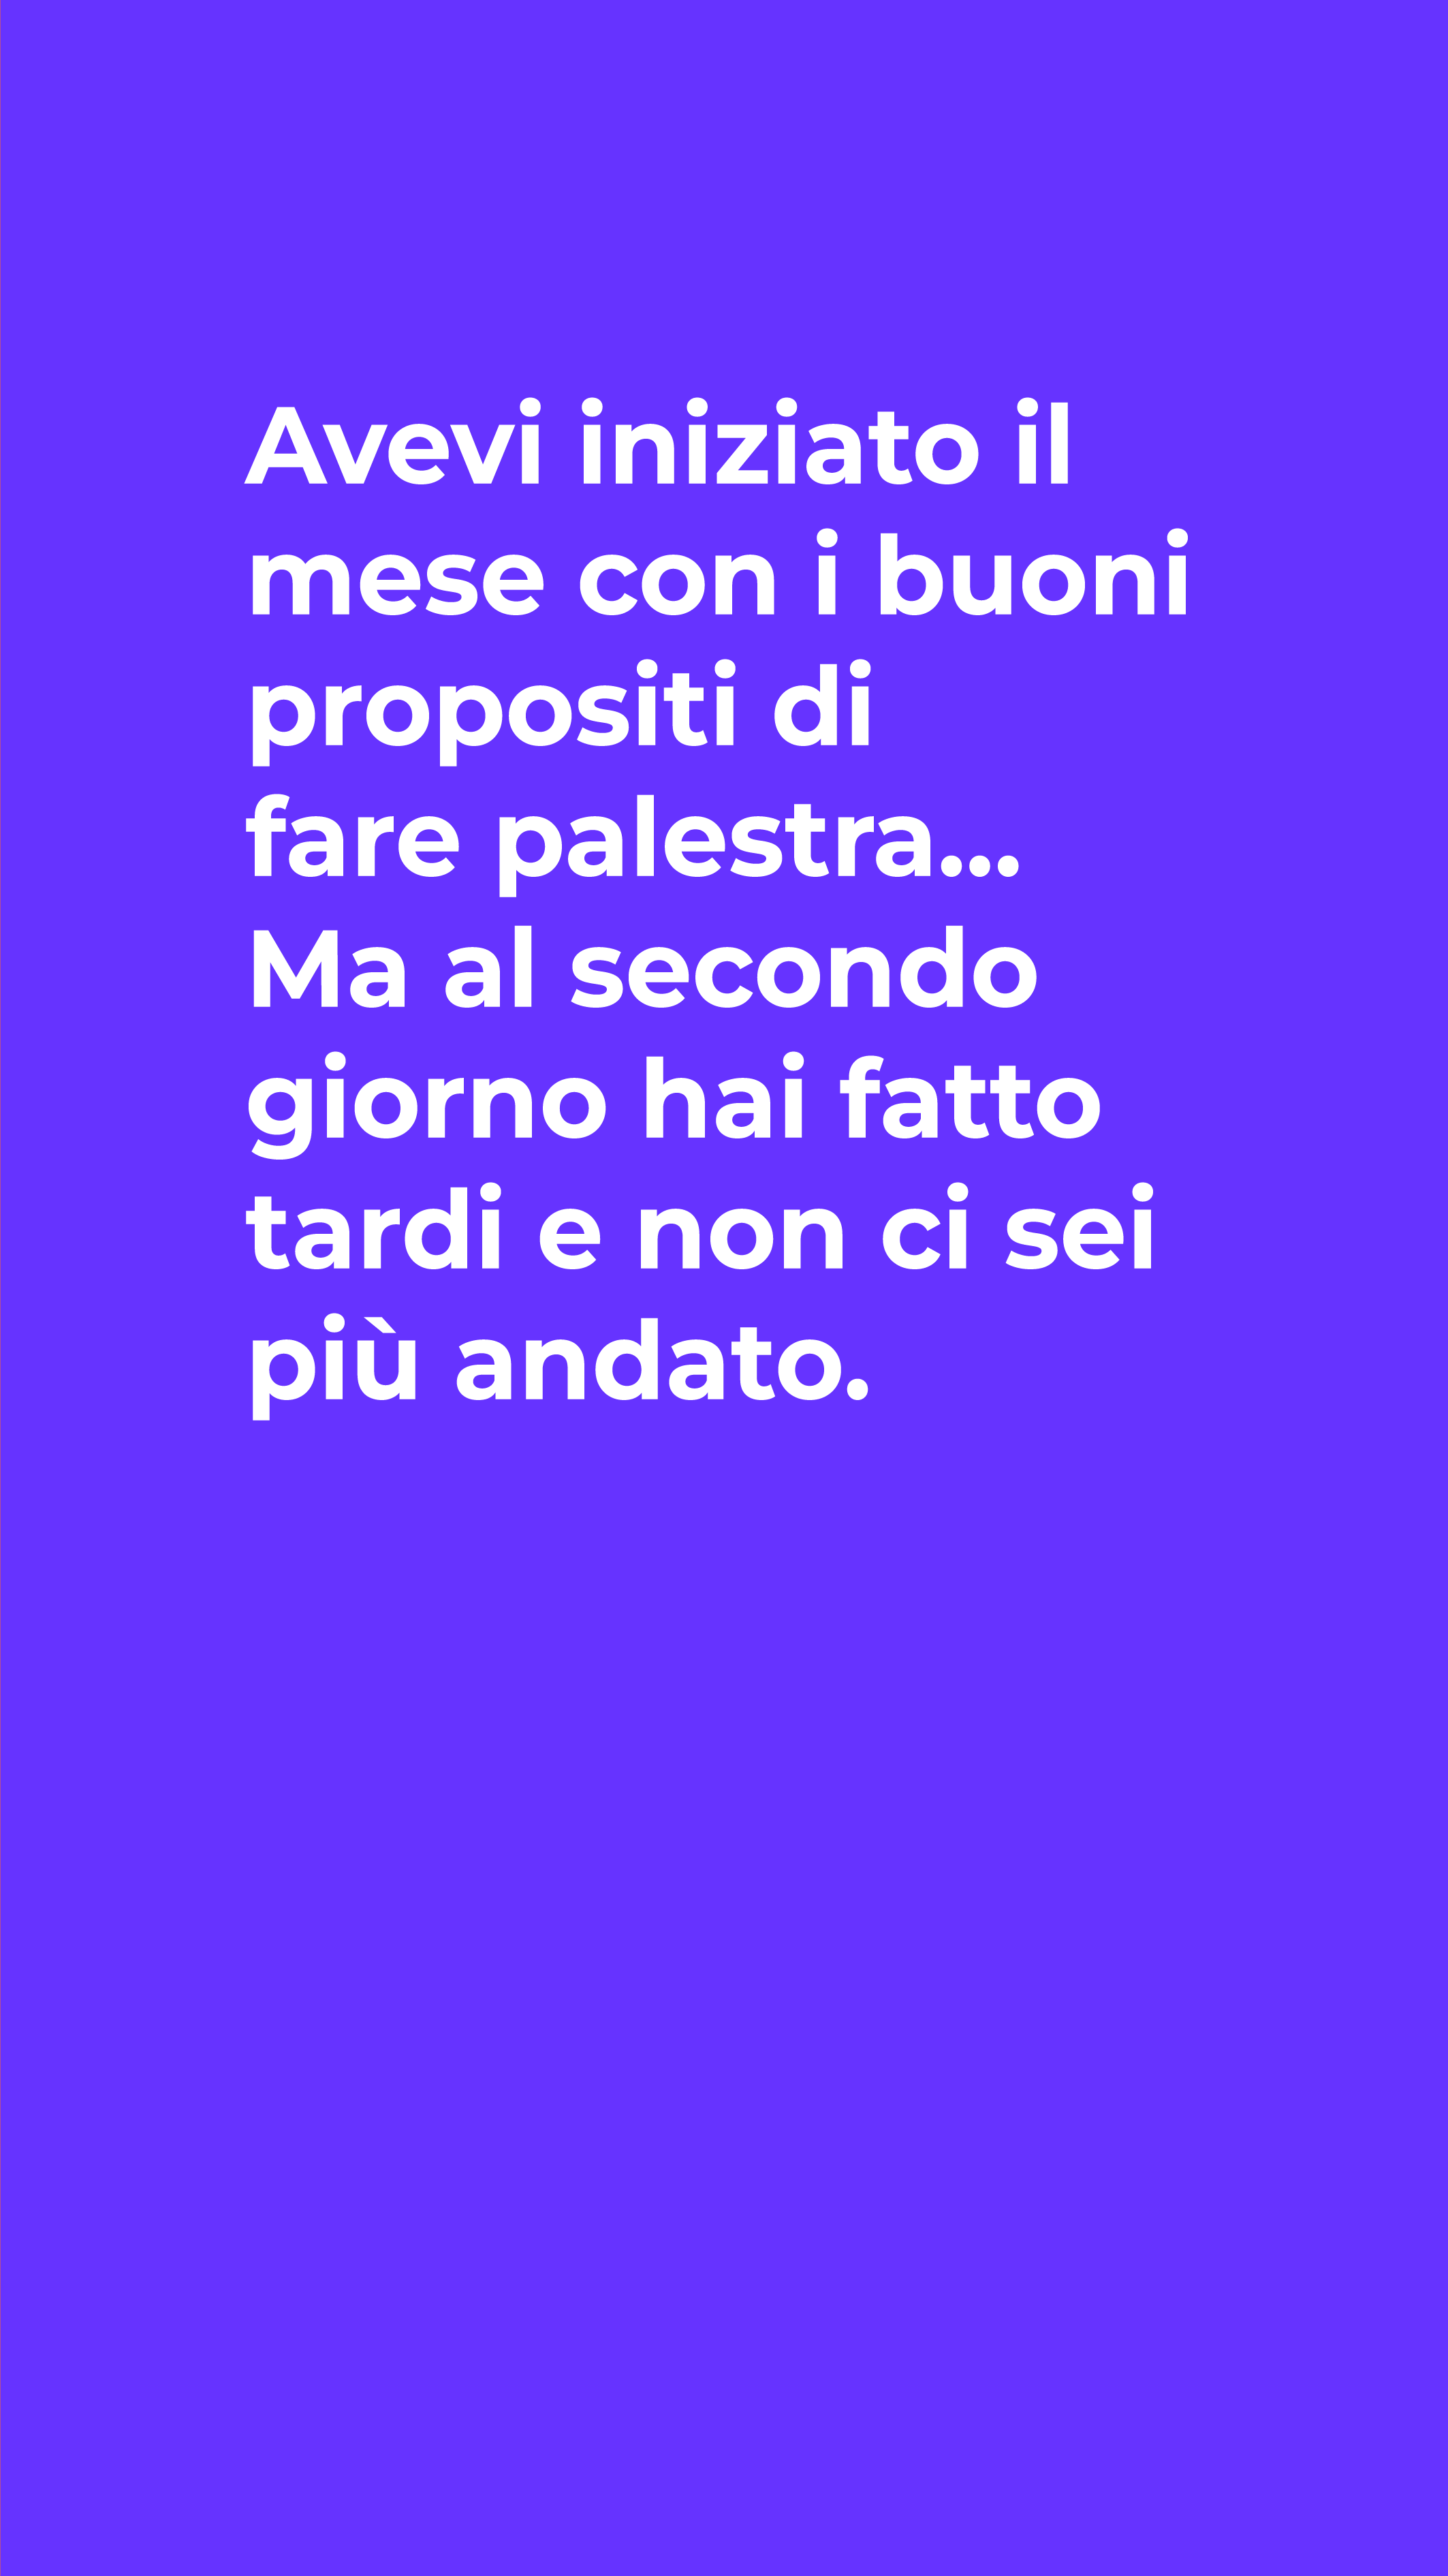 Avevi iniziato il
mese con i buoni
propositi di
fare palestra...
Ma al secondo
giorno hai fatto
tardi e non ci sei
più andato.